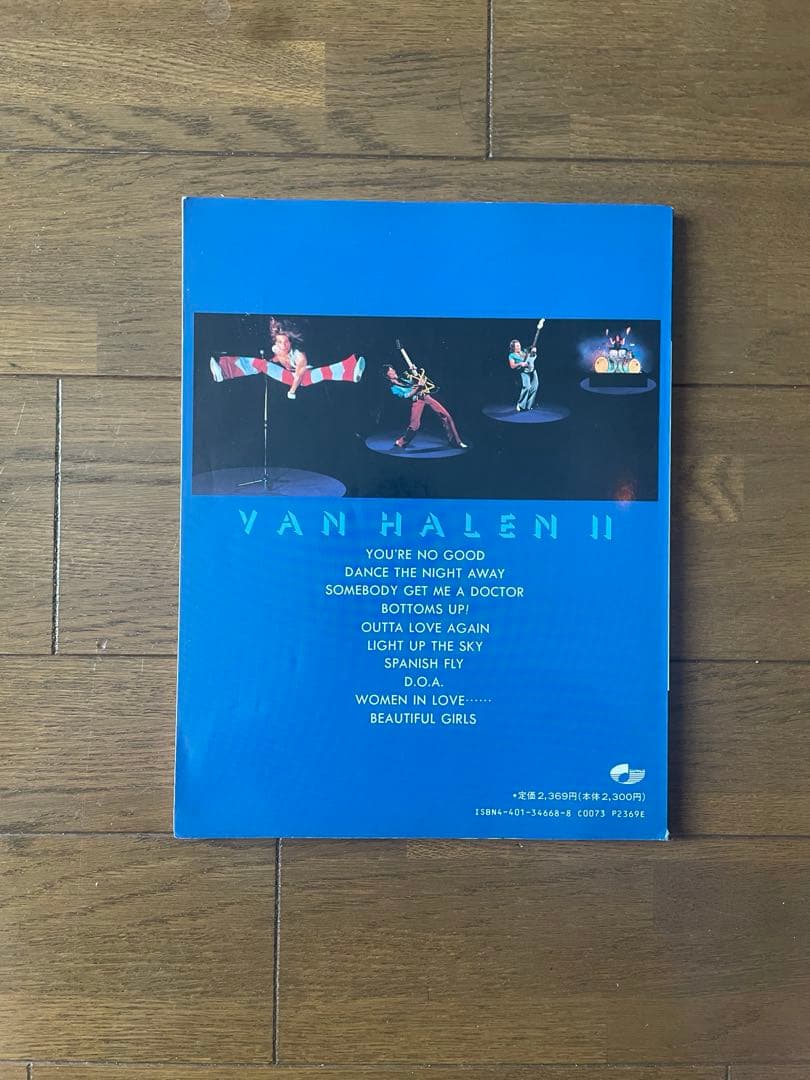 VAN HALEN II
YOU'RE NO GOOD
DANCE THE NIGHT AWAY
SOMEBODY GET ME A DOCTOR
BOTTOMS UP!
OUTTA LOVE AGAIN
LIGHT UP THE SKY
SPANISH FLY
D.O.A.
WOMEN IN LOVE‥‥‥
BEAUTIFUL GIRLS
*定価2,369円(本体2,300円)
ISBN4-401-34668-8 C0073 P2369E